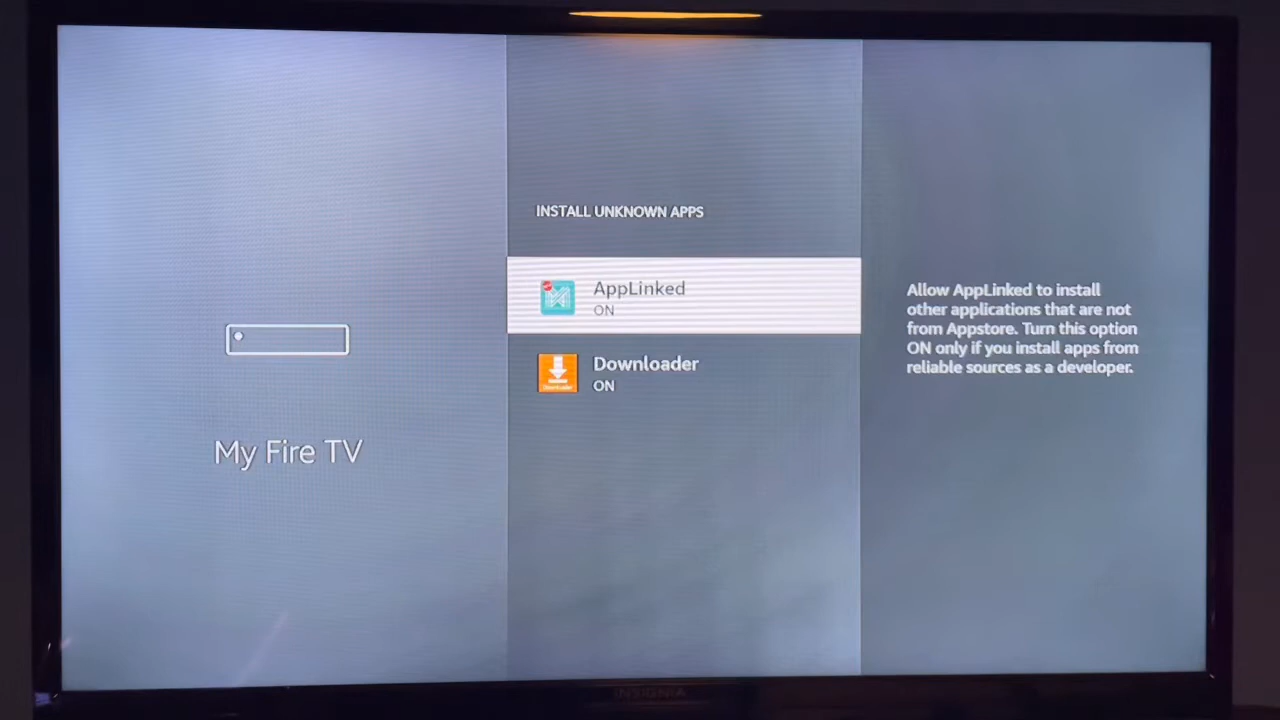 INSTALL UNKNOWN APPS
AppLinked
ON
Downloader
ON
My Fire TV
Allow AppLinked to install
other applications that are not
from Appstore. Turn this option
ON only if you install apps from
reliable sources as a developer.
INSIGNIA